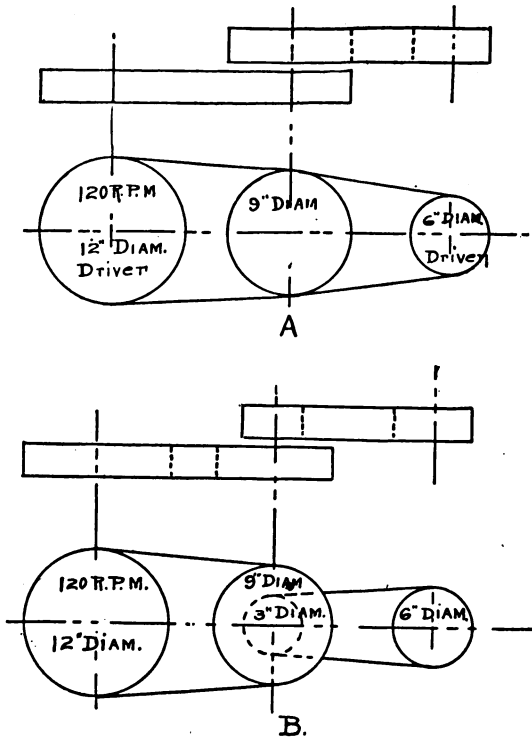 120 R.P.M
12" DIAM.
Driver
9" DIAM
6" DIAM.
Driven
A
120 R.P.M.
12" DIAM.
9" DIAM
3" DIAM.
6" DIAM.
B.